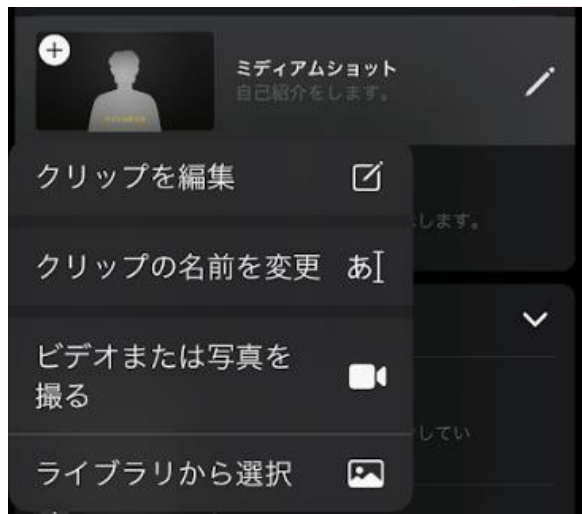 ミディアムショット
自己紹介をします。
クリップを編集
します。
クリップの名前を変更 あ
ビデオまたは写真を
撮る
してい
ライブラリから選択